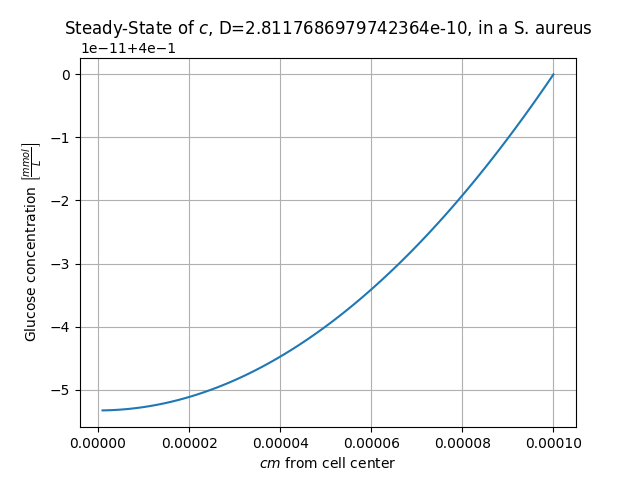 Steady-State of c, D=2.8117686979742364e-10, in a S. aureus
1e−11+4e−1
0
−1
−2
−3
−4
−5
Glucose concentration [mmol/L]
0.00000 0.00002 0.00004 0.00006 0.00008 0.00010
cm from cell center